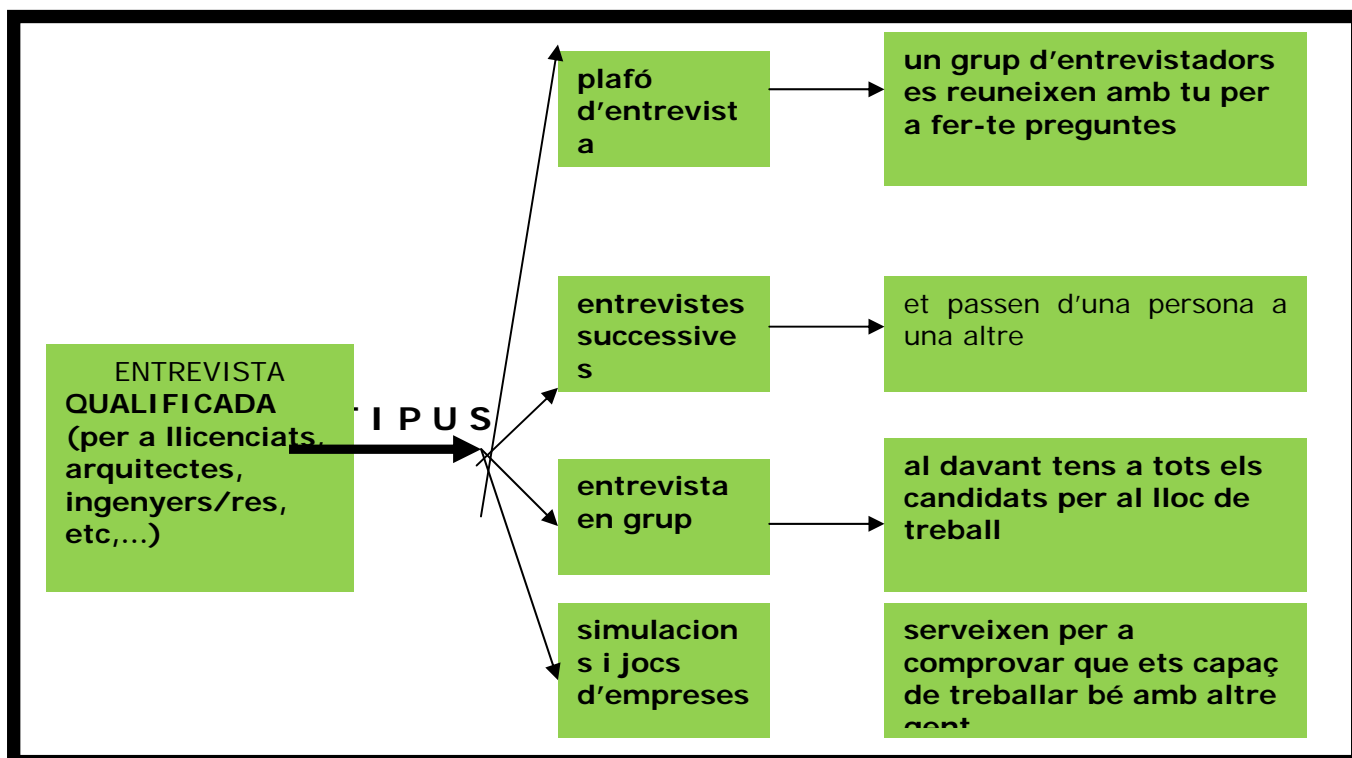 plafó
d'entrevist
a
un grup d'entrevistadors
es reuneixen amb tu per
a fer-te preguntes
entrevistes
successive
s
et passen d'una persona a
una altre
ENTREVISTA
QUALIFICADA
(per a llicenciats,
arquitectes,
ingenyers/res,
etc,...)
TIPUS
entrevista
en grup
al davant tens a tots els
candidats per al lloc de
treball
simulacion
s i jocs
d'empreses
serveixen per a
comprovar que ets capaç
de treballar bé amb altre
gent